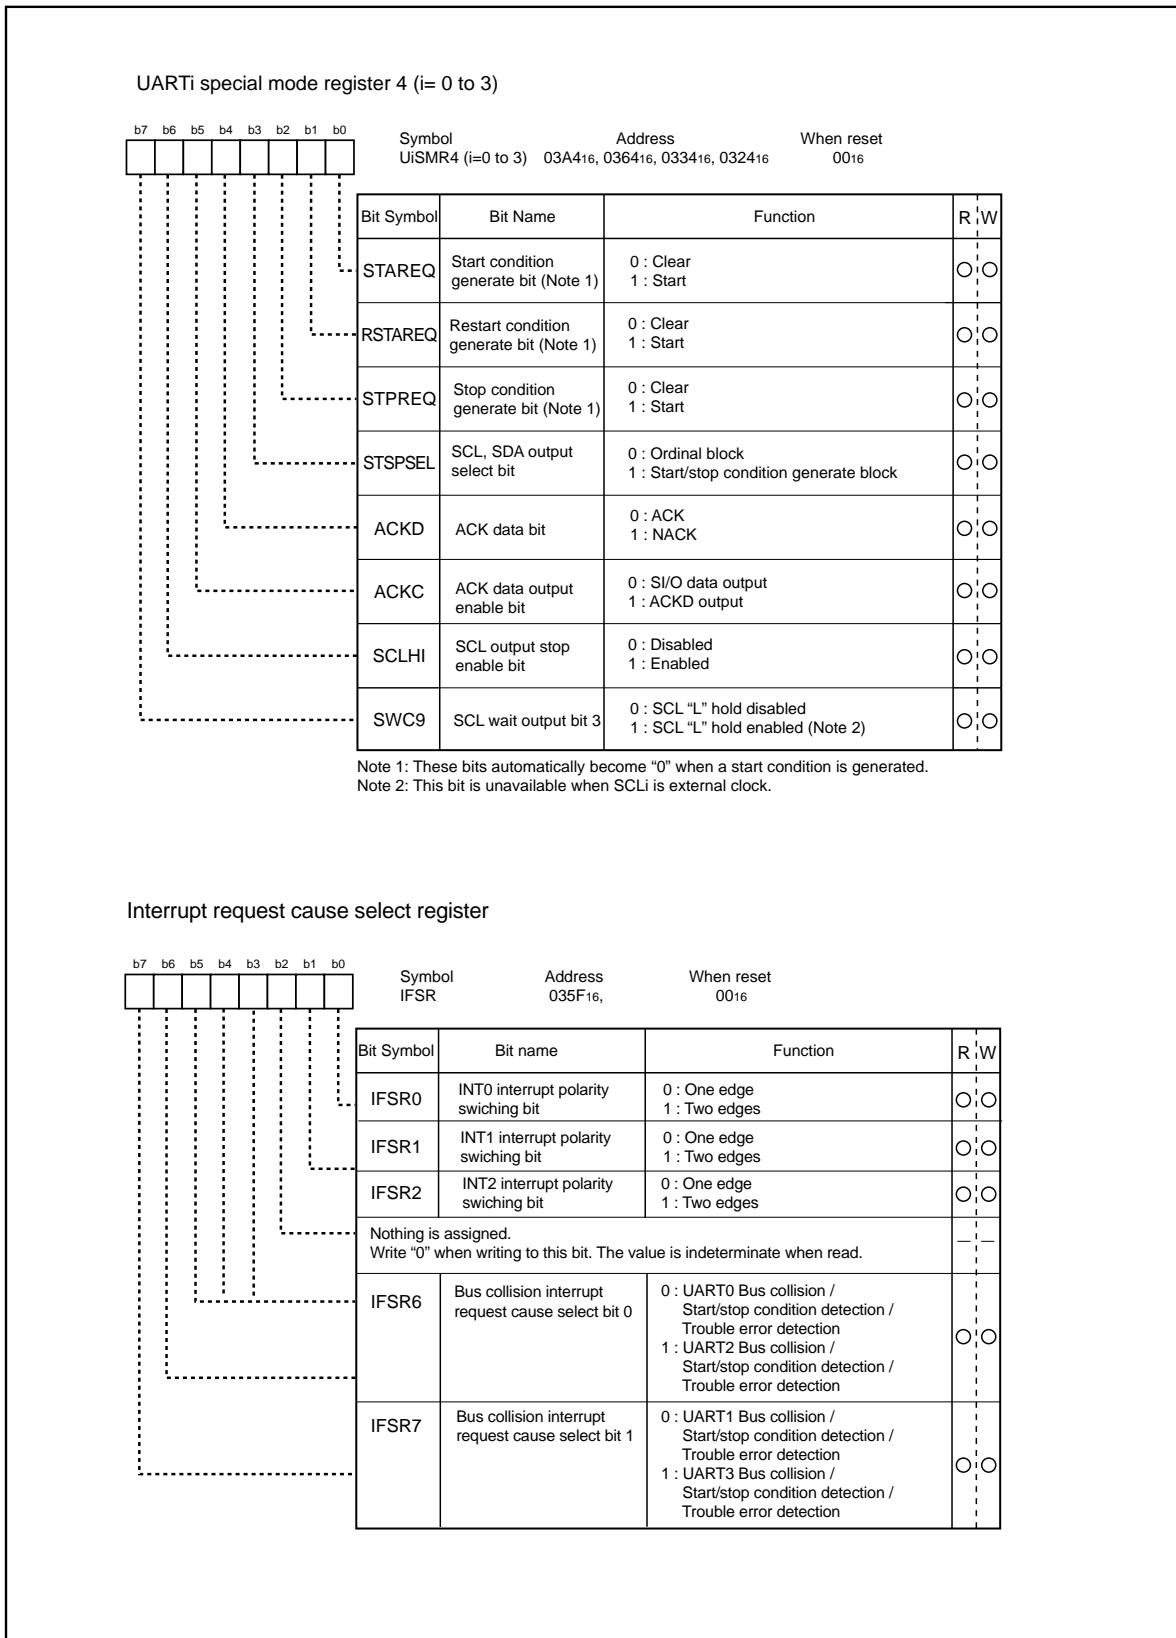 UARTi special mode register 4 (i= 0 to 3)
b7 b6 b5 b4 b3 b2 b1 b0
Symbol Address When reset
UiSMR4 (i=0 to 3) 03A416, 036416, 033416, 032416 0016
Bit Symbol Bit Name Function R W
STAREQ Start condition 0 : Clear
generate bit (Note 1) 1 : Start
RSTAREQ Restart condition 0 : Clear
generate bit (Note 1) 1 : Start
STPREQ Stop condition 0 : Clear
generate bit (Note 1) 1 : Start
STSPSEL SCL, SDA output 0 : Ordinal block
select bit 1 : Start/stop condition generate block
ACKD ACK data bit 0 : ACK
1 : NACK
ACKC ACK data output 0 : SI/O data output
enable bit 1 : ACKD output
SCLHI SCL output stop 0 : Disabled
enable bit 1 : Enabled
SWC9 SCL wait output bit 3 0 : SCL “L” hold disabled
1 : SCL “L” hold enabled (Note 2)
Note 1: These bits automatically become “0” when a start condition is generated.
Note 2: This bit is unavailable when SCLi is external clock.
Interrupt request cause select register
b7 b6 b5 b4 b3 b2 b1 b0
Symbol Address When reset
IFSR 035F16, 0016
Bit Symbol Bit name Function R W
IFSR0 INT0 interrupt polarity 0 : One edge
swiching bit 1 : Two edges
IFSR1 INT1 interrupt polarity 0 : One edge
swiching bit 1 : Two edges
IFSR2 INT2 interrupt polarity 0 : One edge
swiching bit 1 : Two edges
Nothing is assigned.
Write “0” when writing to this bit. The value is indeterminate when read. — —
IFSR6 Bus collision interrupt 0 : UART0 Bus collision /
request cause select bit 0 Start/stop condition detection /
Trouble error detection
1 : UART2 Bus collision /
Start/stop condition detection /
Trouble error detection
IFSR7 Bus collision interrupt 0 : UART1 Bus collision /
request cause select bit 1 Start/stop condition detection /
Trouble error detection
1 : UART3 Bus collision /
Start/stop condition detection /
Trouble error detection